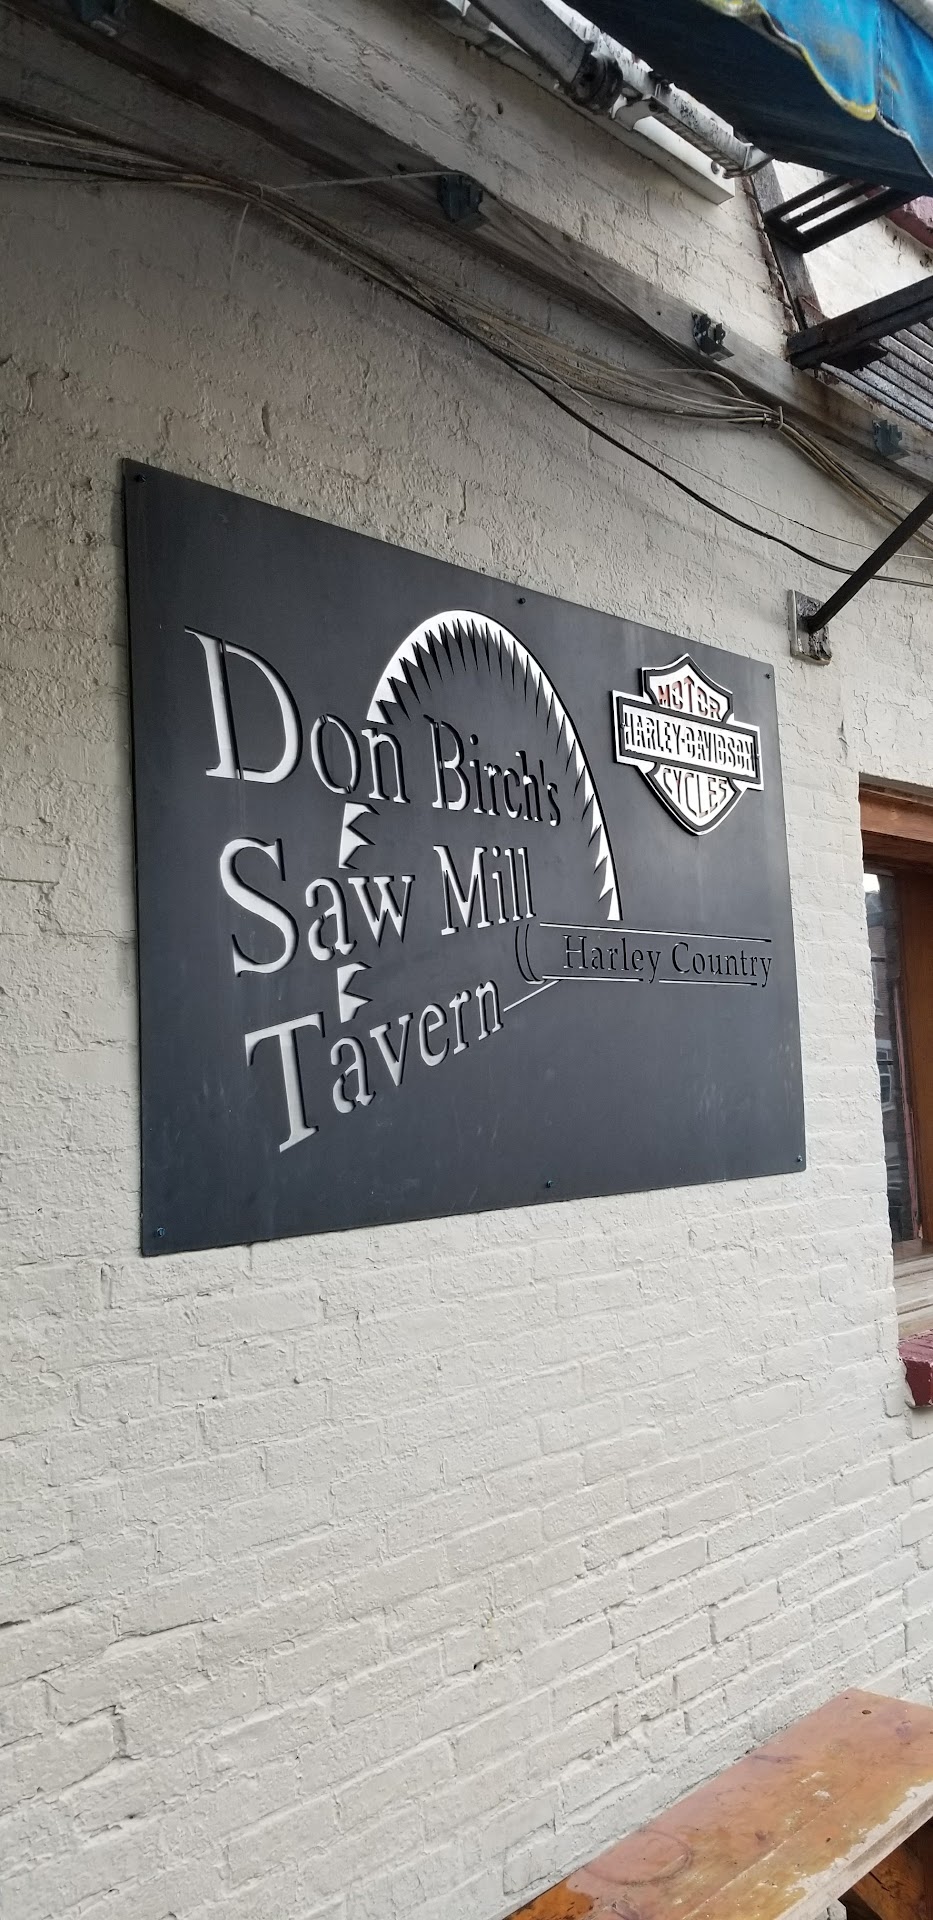 Don Birch's
Saw Mill
Tavern
Harley Country
MOTOR
HARLEY-DAVIDSON
CYCLES